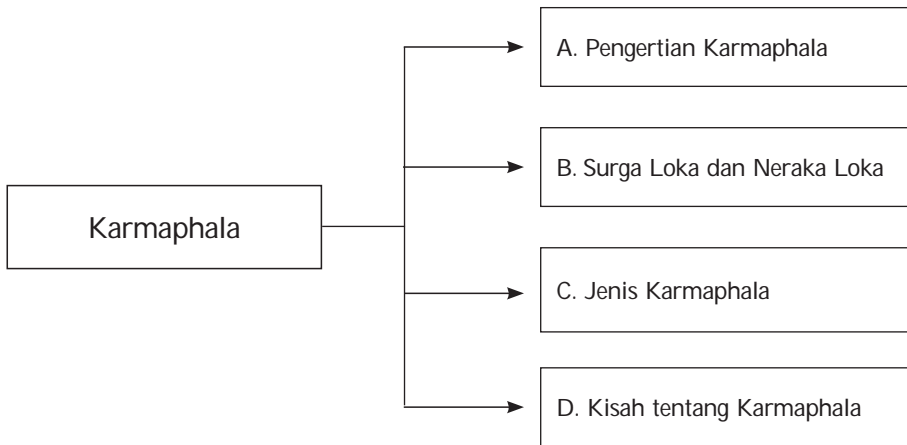 Karmaphala
A. Pengertian Karmaphala
B. Surga Loka dan Neraka Loka
C. Jenis Karmaphala
D. Kisah tentang Karmaphala